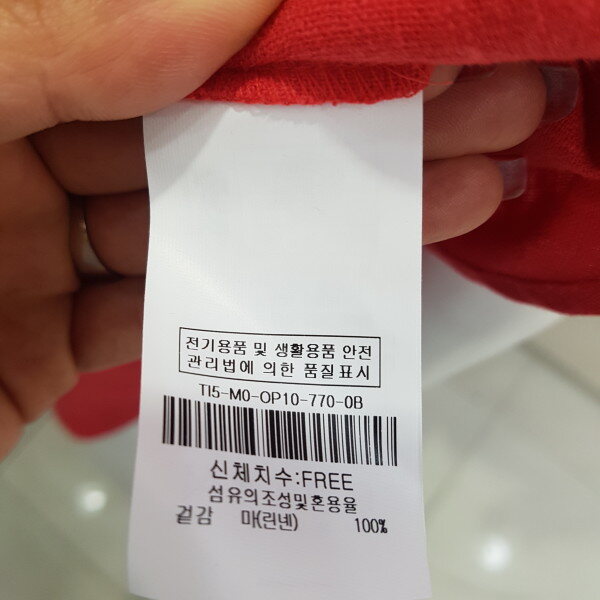 전기용품 및 생활용품 안전
관리법에 의한 품질표시
TI5-M0-OP10-770-0B
신체치수:FREE
섬유의조성및혼용율
겉감 마(린넨) 100%